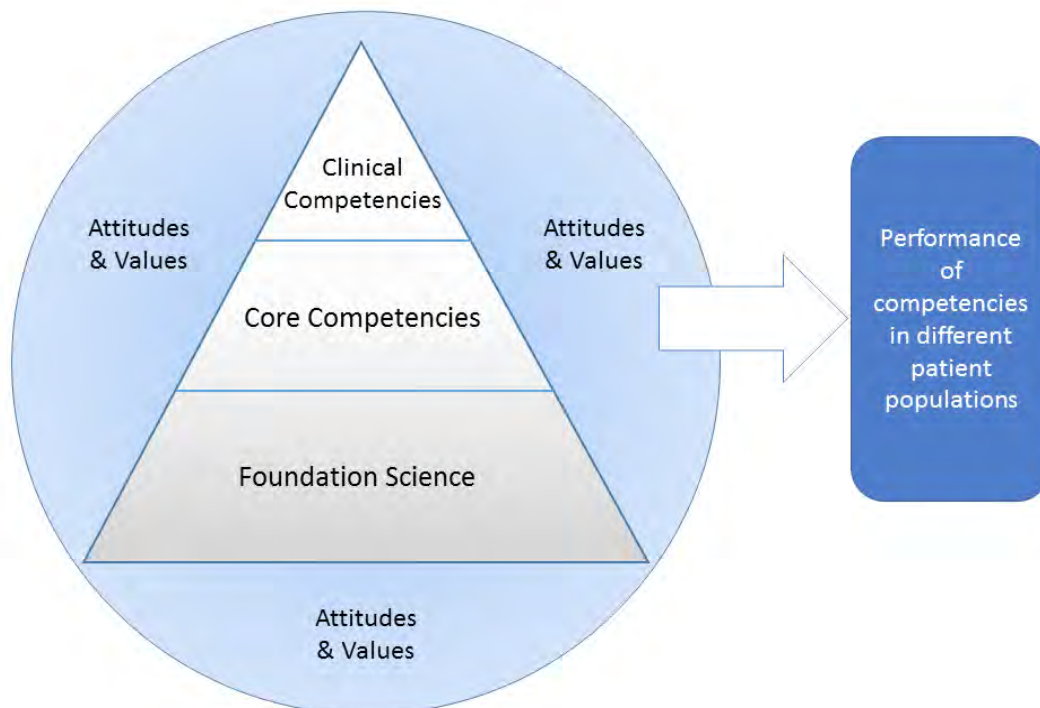 Clinical
Competencies
Attitudes
& Values
Attitudes
& Values
Core Competencies
Foundation Science
Attitudes
& Values
Performance
of
competencies
in different
patient
populations